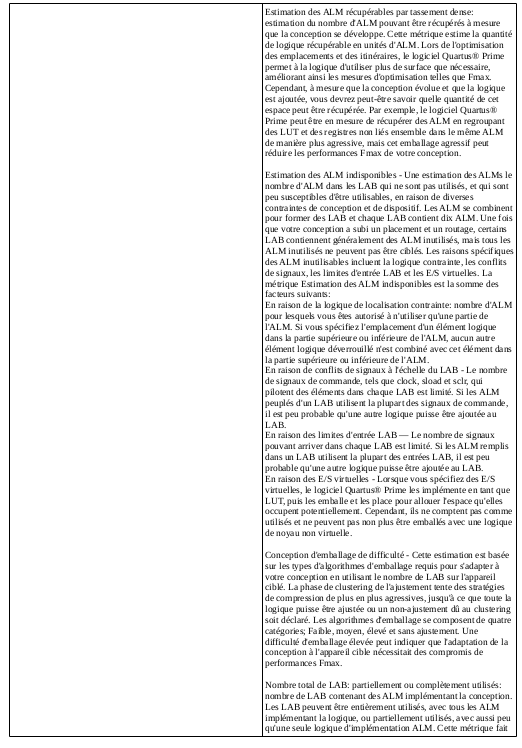 Estimation des ALM récupérables par tassement dense:
estimation du nombre d'ALM pouvant être récupérés à mesure
que la conception se développe. Cette métrique estime la quantité
de logique récupérable en unités d'ALM. Lors de l'optimisation
des emplacements et des itinéraires, le logiciel Quartus® Prime
permet à la logique d'utiliser plus de surface que nécessaire,
améliorant ainsi les mesures d'optimisation telles que Fmax.
Cependant, à mesure que la conception évolue et que la logique
est ajoutée, vous devrez peut-être savoir quelle quantité de cet
espace peut être récupérée. Par exemple, le logiciel Quartus®
Prime peut être en mesure de récupérer des ALM en regroupant
des LUT et des registres non liés ensemble dans le même ALM
de manière plus agressive, mais cet emballage agressif peut
réduire les performances Fmax de votre conception.

Estimation des ALM indisponibles - Une estimation des ALMs le
nombre d'ALM dans les LAB qui ne sont pas utilisés, et qui sont
peu susceptibles d'être utilisables, en raison de diverses
contraintes de conception et de dispositif. Les ALM se combinent
pour former des LAB et chaque LAB contient dix ALM. Une fois
que votre conception a subi un placement et un routage, certains
LAB contiennent généralement des ALM inutilisés, mais tous les
ALM inutilisés ne peuvent pas être ciblés. Les raisons spécifiques
des ALM inutilisables incluent la logique contrainte, les conflits
de signaux, les limites d'entrée LAB et les E/S virtuelles. La
métrique Estimation des ALM indisponibles est la somme des
facteurs suivants:
En raison de la logique de localisation contrainte: nombre d'ALM
pour lesquels vous êtes autorisé à n'utiliser qu'une partie de
l'ALM. Si vous spécifiez l'emplacement d'un élément logique
dans la partie supérieure ou inférieure de l'ALM, aucun autre
élément logique déverrouillé n'est combiné avec cet élément dans
la partie supérieure ou inférieure de l'ALM.
En raison de conflits de signaux à l'échelle du LAB - Le nombre
de signaux de commande, tels que clock, sload et sclr, qui
pilotent des éléments dans chaque LAB est limité. Si les ALM
peuplés d'un LAB utilisent la plupart des signaux de commande,
il est peu probable qu'une autre logique puisse être ajoutée au
LAB.
En raison des limites d'entrée LAB — Le nombre de signaux
pouvant arriver dans chaque LAB est limité. Si les ALM remplis
dans un LAB utilisent la plupart des entrées LAB, il est peu
probable qu'une autre logique puisse être ajoutée au LAB.
En raison des E/S virtuelles - Lorsque vous spécifiez des E/S
virtuelles, le logiciel Quartus® Prime les implémente en tant que
LUT, puis les emballe et les place pour allouer l'espace qu'elles
occupent potentiellement. Cependant, ils ne comptent pas comme
utilisés et ne peuvent pas non plus être emballés avec une logique
de noyau non virtuelle.

Conception d'emballage de difficulté - Cette estimation est basée
sur les types d'algorithmes d'emballage requis pour s'adapter à
votre conception en utilisant le nombre de LAB sur l'appareil
ciblé. La phase de clustering de l'ajustement tente des stratégies
de compression de plus en plus agressives, jusqu'à ce que toute la
logique puisse être ajustée ou un non-ajustement dû au clustering
soit déclaré. Les algorithmes d'emballage se composent de quatre
catégories; Faible, moyen, élevé et sans ajustement. Une
difficulté d'emballage élevée peut indiquer que l'adaptation de la
conception à l'appareil cible nécessitait des compromis de
performances Fmax.

Nombre total de LAB: partiellement ou complètement utilisés:
nombre de LAB contenant des ALM implémentant la conception.
Les LAB peuvent être entièrement utilisés, avec tous les ALM
implémentant la logique, ou partiellement utilisés, avec aussi peu
qu'une seule logique d'implémentation ALM. Cette métrique fait